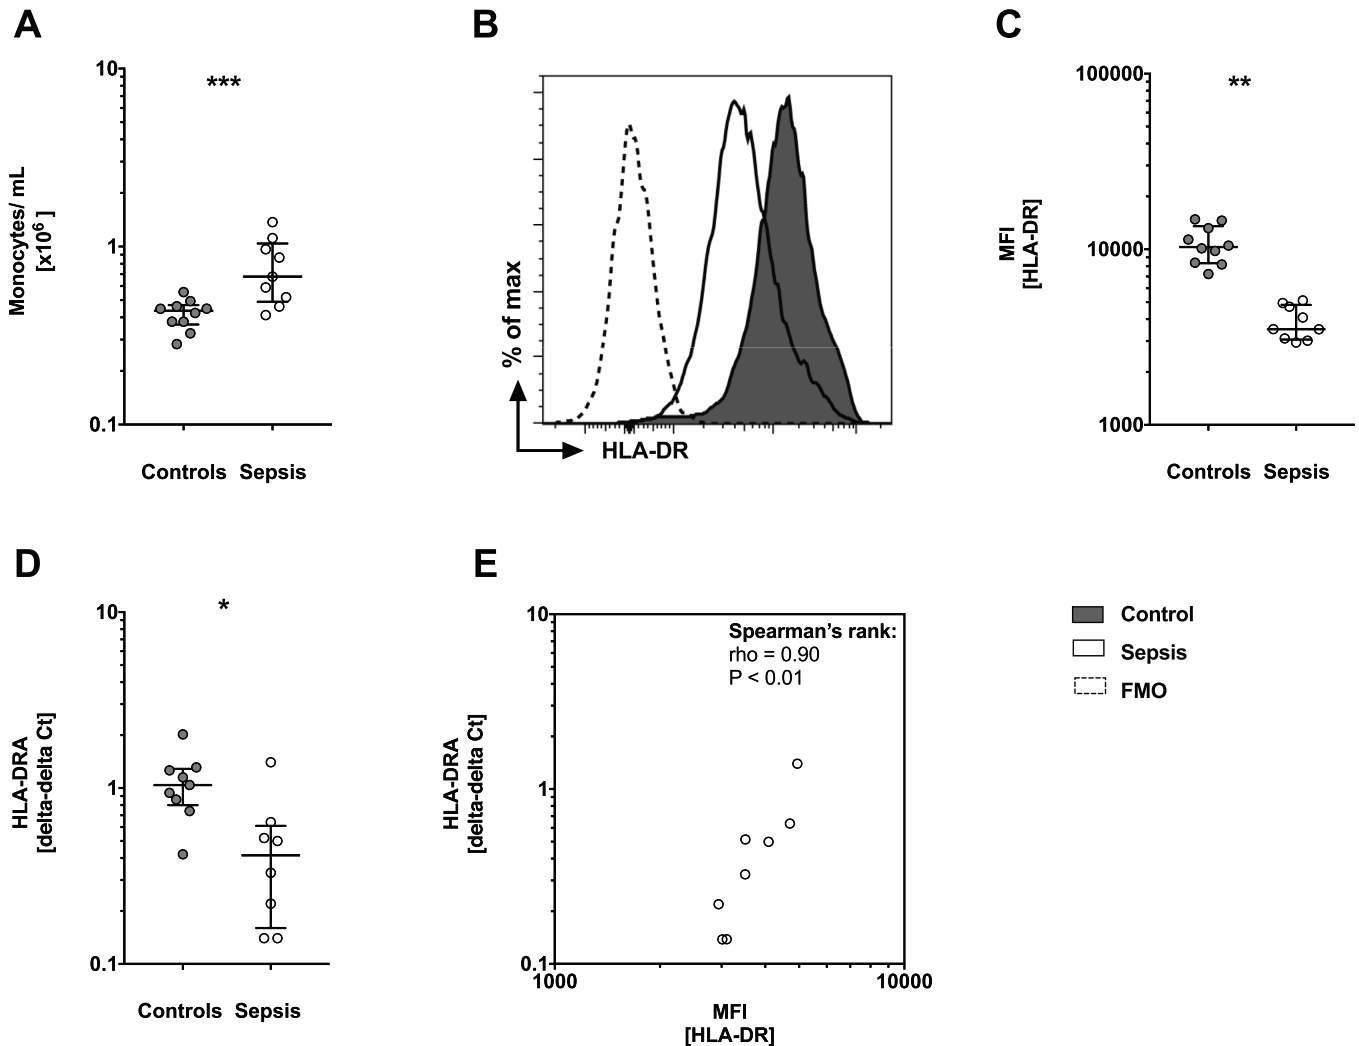 A
Monocytes/ mL
[x10⁶ ]
10
1
0.1
***
Controls Sepsis
B
% of max
HLA-DR
C
MFI
[HLA-DR]
100000
10000
1000
**
Controls Sepsis
D
HLA-DRA
[delta-delta Ct]
10
1
0.1
*
Controls Sepsis
E
HLA-DRA
[delta-delta Ct]
10
1
0.1
Spearman’s rank:
rho = 0.90
P < 0.01
1000 10000
MFI
[HLA-DR]
Control
Sepsis
FMO